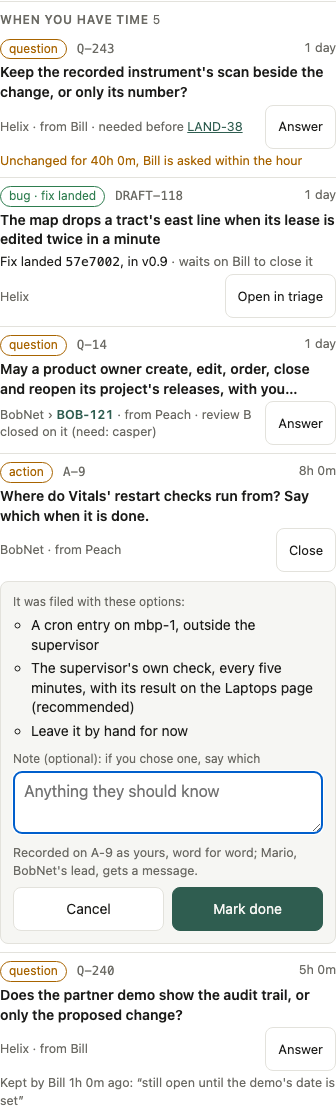 WHEN YOU HAVE TIME 5
question Q-243 1 day
Keep the recorded instrument's scan beside the
change, or only its number?
Helix · from Bill · needed before LAND-38
Answer
Unchanged for 40h 0m, Bill is asked within the hour
bug · fix landed DRAFT-118 1 day
The map drops a tract's east line when its lease is
edited twice in a minute
Fix landed 57e7002, in v0.9 · waits on Bill to close it
Helix
Open in triage
question Q-14 1 day
May a product owner create, edit, order, close
and reopen its project's releases, with you...
BobNet › BOB-121 · from Peach · review B
closed on it (need: casper)
Answer
action A-9 8h 0m
Where do Vitals' restart checks run from? Say
which when it is done.
BobNet · from Peach
Close
It was filed with these options:
A cron entry on mbp-1, outside the
supervisor
The supervisor's own check, every five
minutes, with its result on the Laptops page
(recommended)
Leave it by hand for now
Note (optional): if you chose one, say which
Anything they should know
Recorded on A-9 as yours, word for word; Mario,
BobNet's lead, gets a message.
Cancel
Mark done
question Q-240 5h 0m
Does the partner demo show the audit trail, or
only the proposed change?
Helix · from Bill
Answer
Kept by Bill 1h 0m ago: “still open until the demo's date is
set”